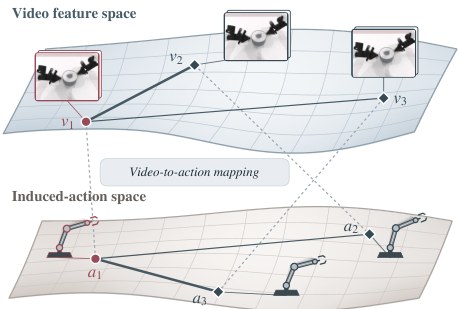 Video feature space
v2
v1
v3
Video-to-action mapping
Induced-action space
a2
a1
a3